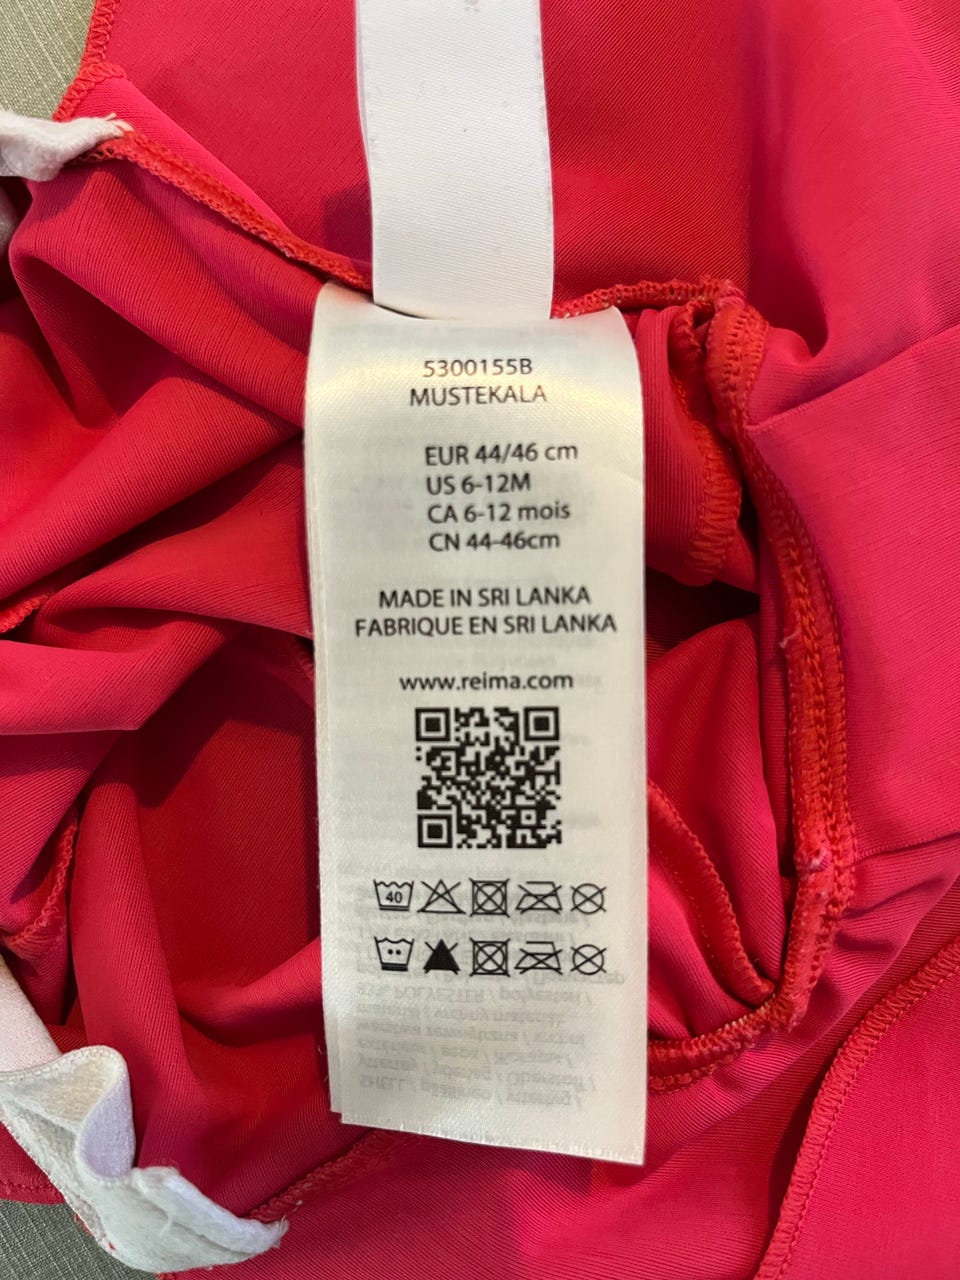 5300155B
MUSTEKALA
EUR 44/46 cm
US 6-12M
CA 6-12 mois
CN 44-46cm
MADE IN SRI LANKA
FABRIQUE EN SRI LANKA
www.reima.com
40